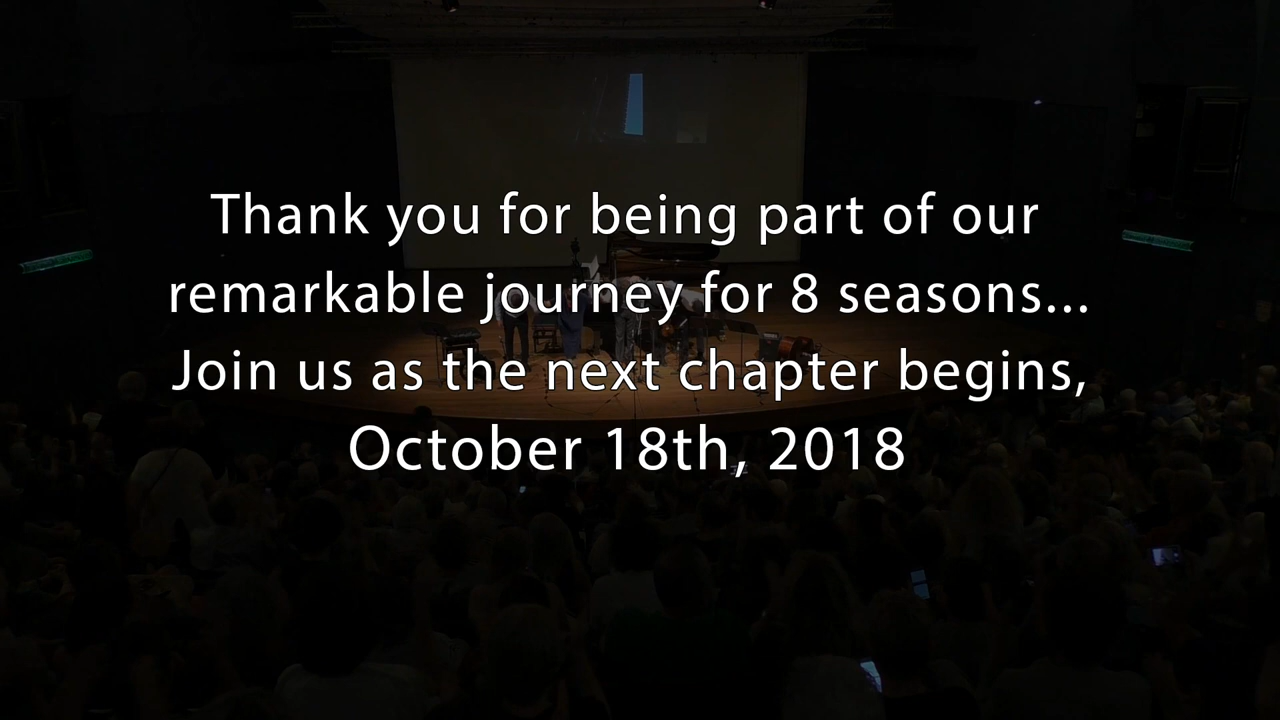 Thank you for being part of our
remarkable journey for 8 seasons...
Join us as the next chapter begins,
October 18th, 2018